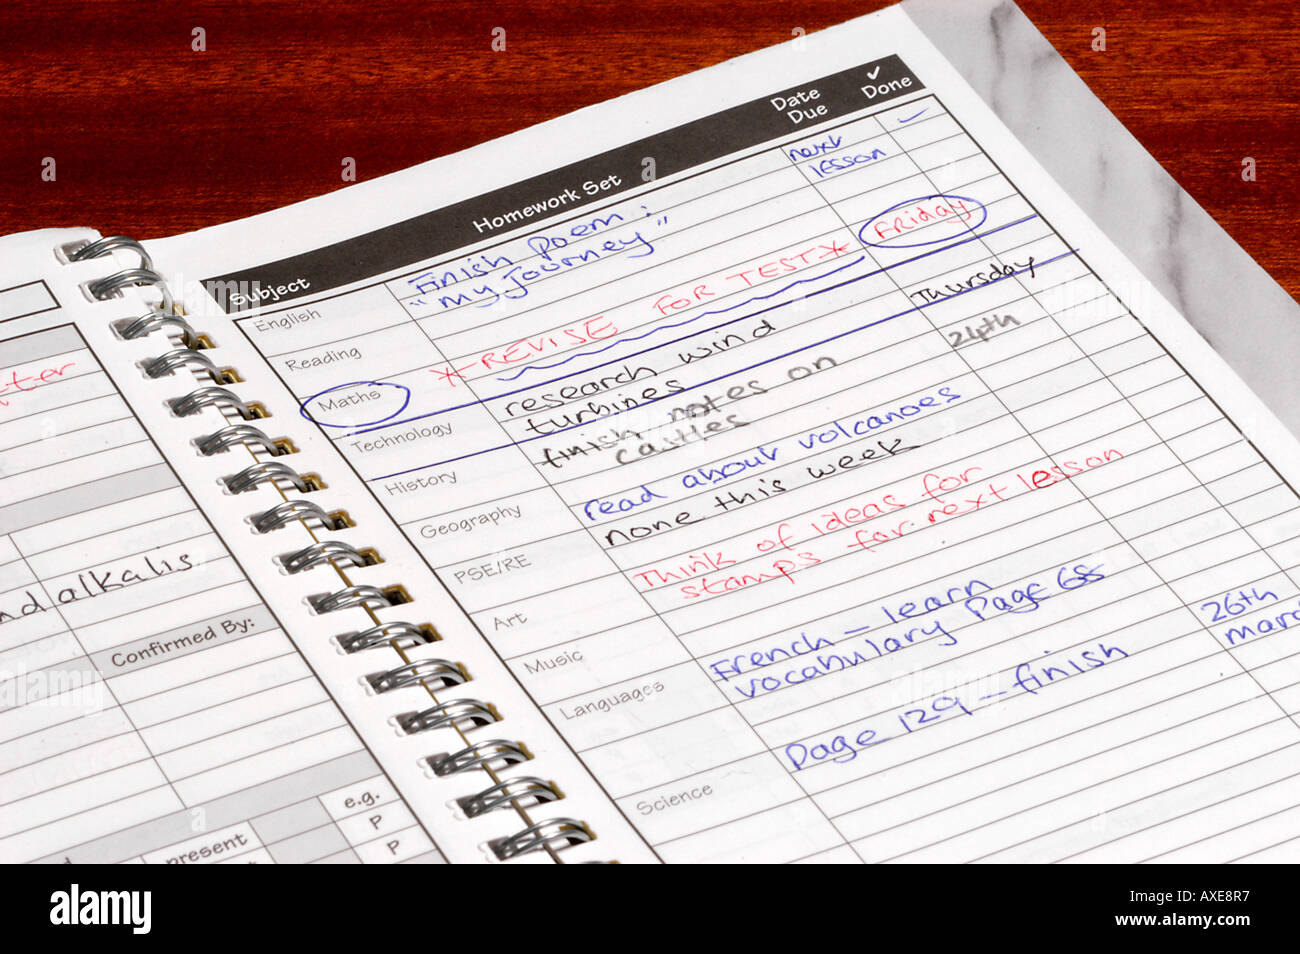 ✓
Date
Due
Done
Homework Set
Subject
English
Finish poem :
"my journey"
next
lesson
✓
Reading
Maths
*REVISE FOR TEST*
FRIDAY
Technology
research wind
turbines
Thursday
History
finish notes on
castles
24th
Geography
read about volcanoes
PSE/RE
none this week
Art
Think of ideas for
stamps for next lesson
Music
Languages
French - learn
vocabulary page 68
Science
page 129 - finish
26th
alkalis
Confirmed By:
e.g.
P
P
present
alamy
Image ID: AXE8R7
www.alamy.com